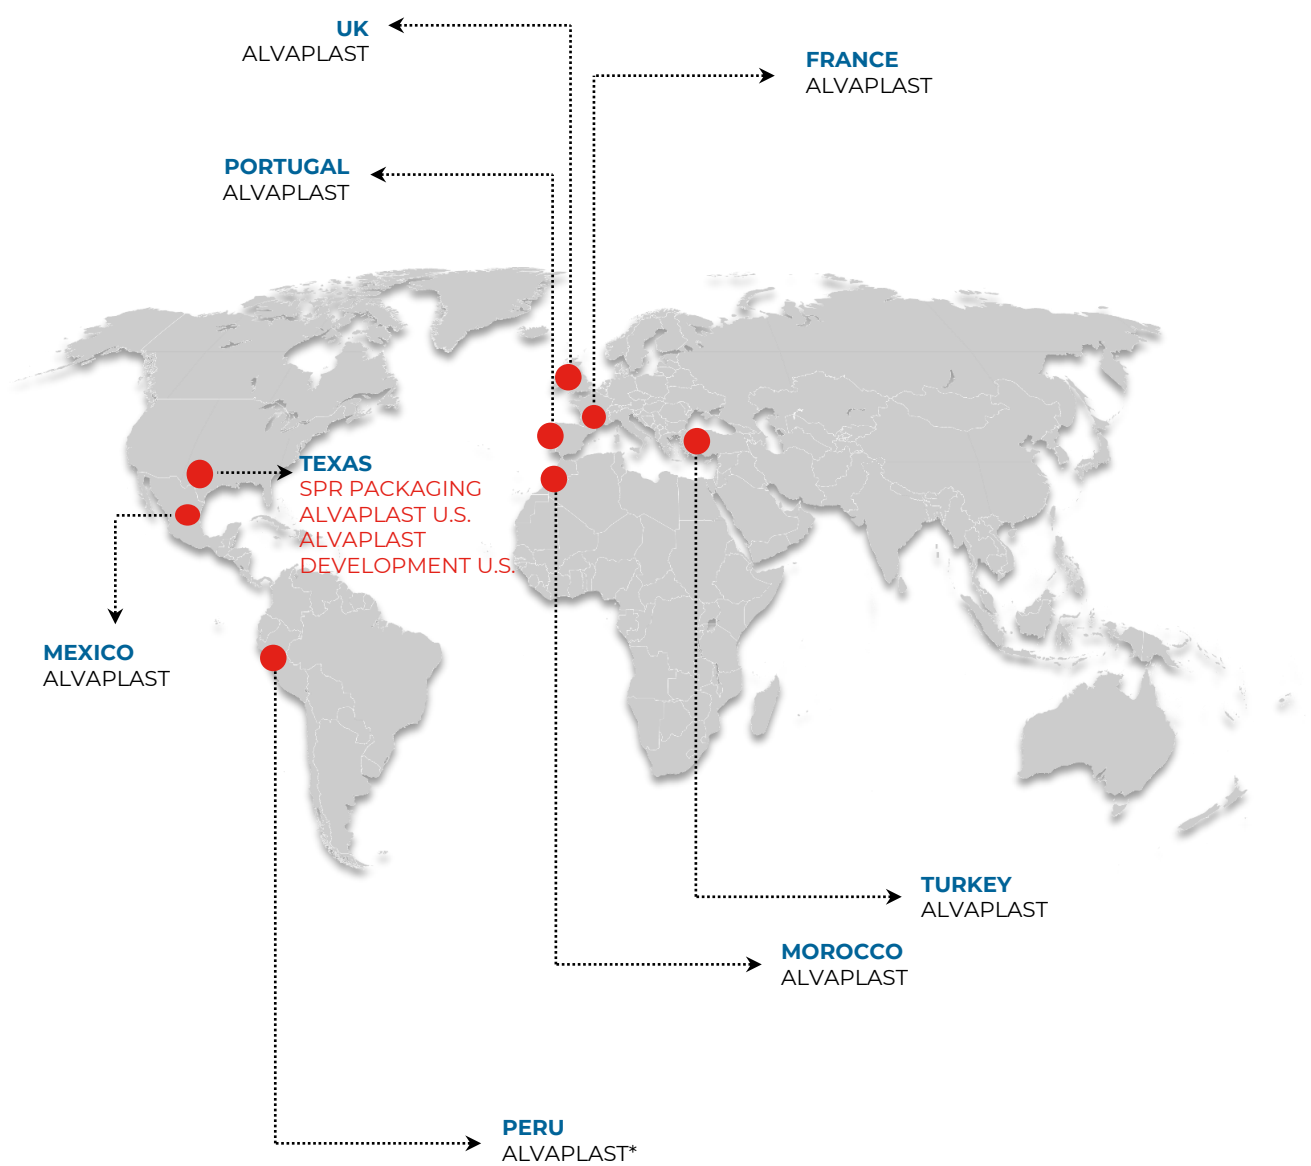 UK
ALVAPLAST
FRANCE
ALVAPLAST
PORTUGAL
ALVAPLAST
TEXAS
SPR PACKAGING
ALVAPLAST U.S.
ALVAPLAST
DEVELOPMENT U.S.
MEXICO
ALVAPLAST
TURKEY
ALVAPLAST
MOROCCO
ALVAPLAST
PERU
ALVAPLAST*